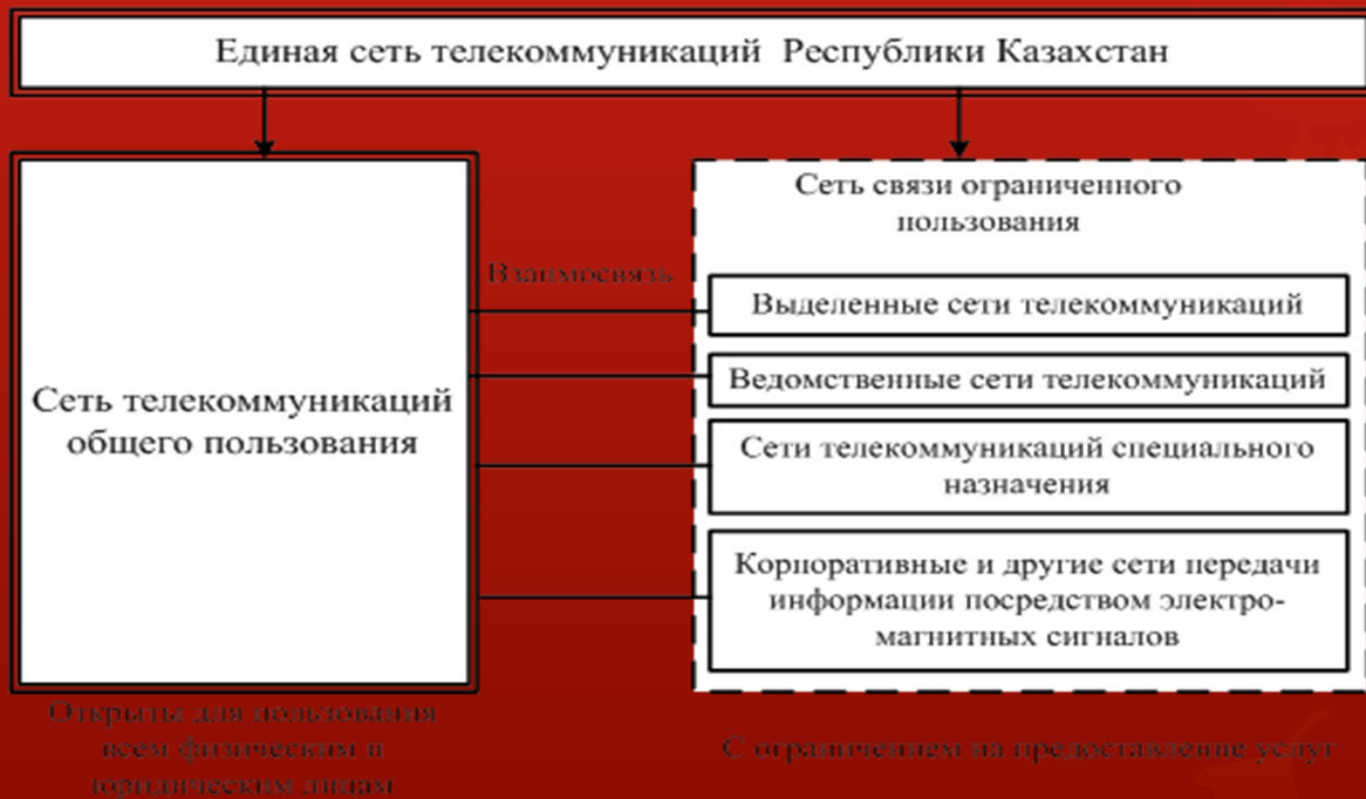 Единая сеть телекоммуникаций Республики Казахстан
Сеть телекоммуникаций
общего пользования
Открыты для пользования
всем физическим и
юридическим лицам
Взаимосвязь
Сеть связи ограниченного
пользования
Выделенные сети телекоммуникаций
Ведомственные сети телекоммуникаций
Сети телекоммуникаций специального
назначения
Корпоративные и другие сети передачи
информации посредством электро-
магнитных сигналов
С ограничением на предоставление услуг